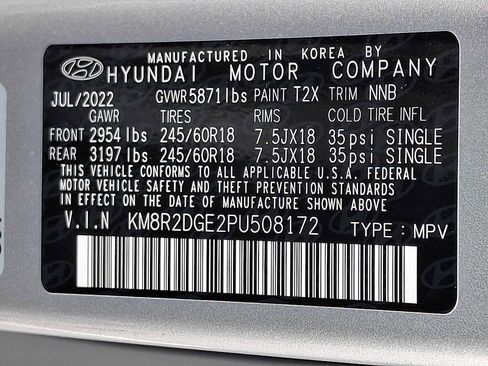 MANUFACTURED IN KOREA BY
HYUNDAI MOTOR COMPANY
JUL/2022 GVWR 5871 lbs PAINT T2X TRIM NNB
GAWR TIRES RIMS COLD TIRE INFL
FRONT 2954 lbs 245/60R18 7.5JX18 35psi SINGLE
REAR 3197 lbs 245/60R18 7.5JX18 35psi SINGLE
THIS VEHICLE CONFORMS TO ALL APPLICABLE U.S.A. FEDERAL
MOTOR VEHICLE SAFETY AND THEFT PREVENTION STANDARDS
IN EFFECT ON THE DATE OF MANUFACTURE SHOWN ABOVE.
V.I.N KM8R2DGE2PU508172 TYPE : MPV